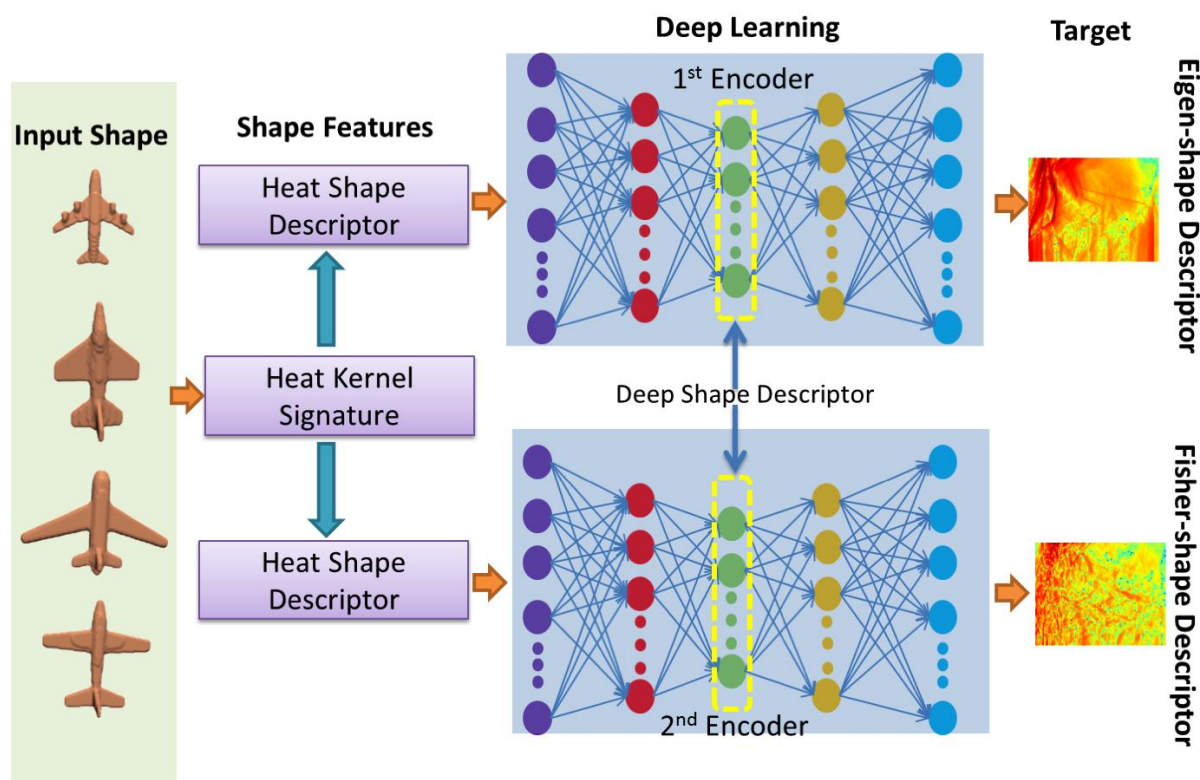 Deep Learning
Target
Input Shape
Shape Features
1st Encoder
Heat Shape
Descriptor
Eigen-shape Descriptor
Heat Kernel
Signature
Deep Shape Descriptor
Heat Shape
Descriptor
Fisher-shape Descriptor
2nd Encoder